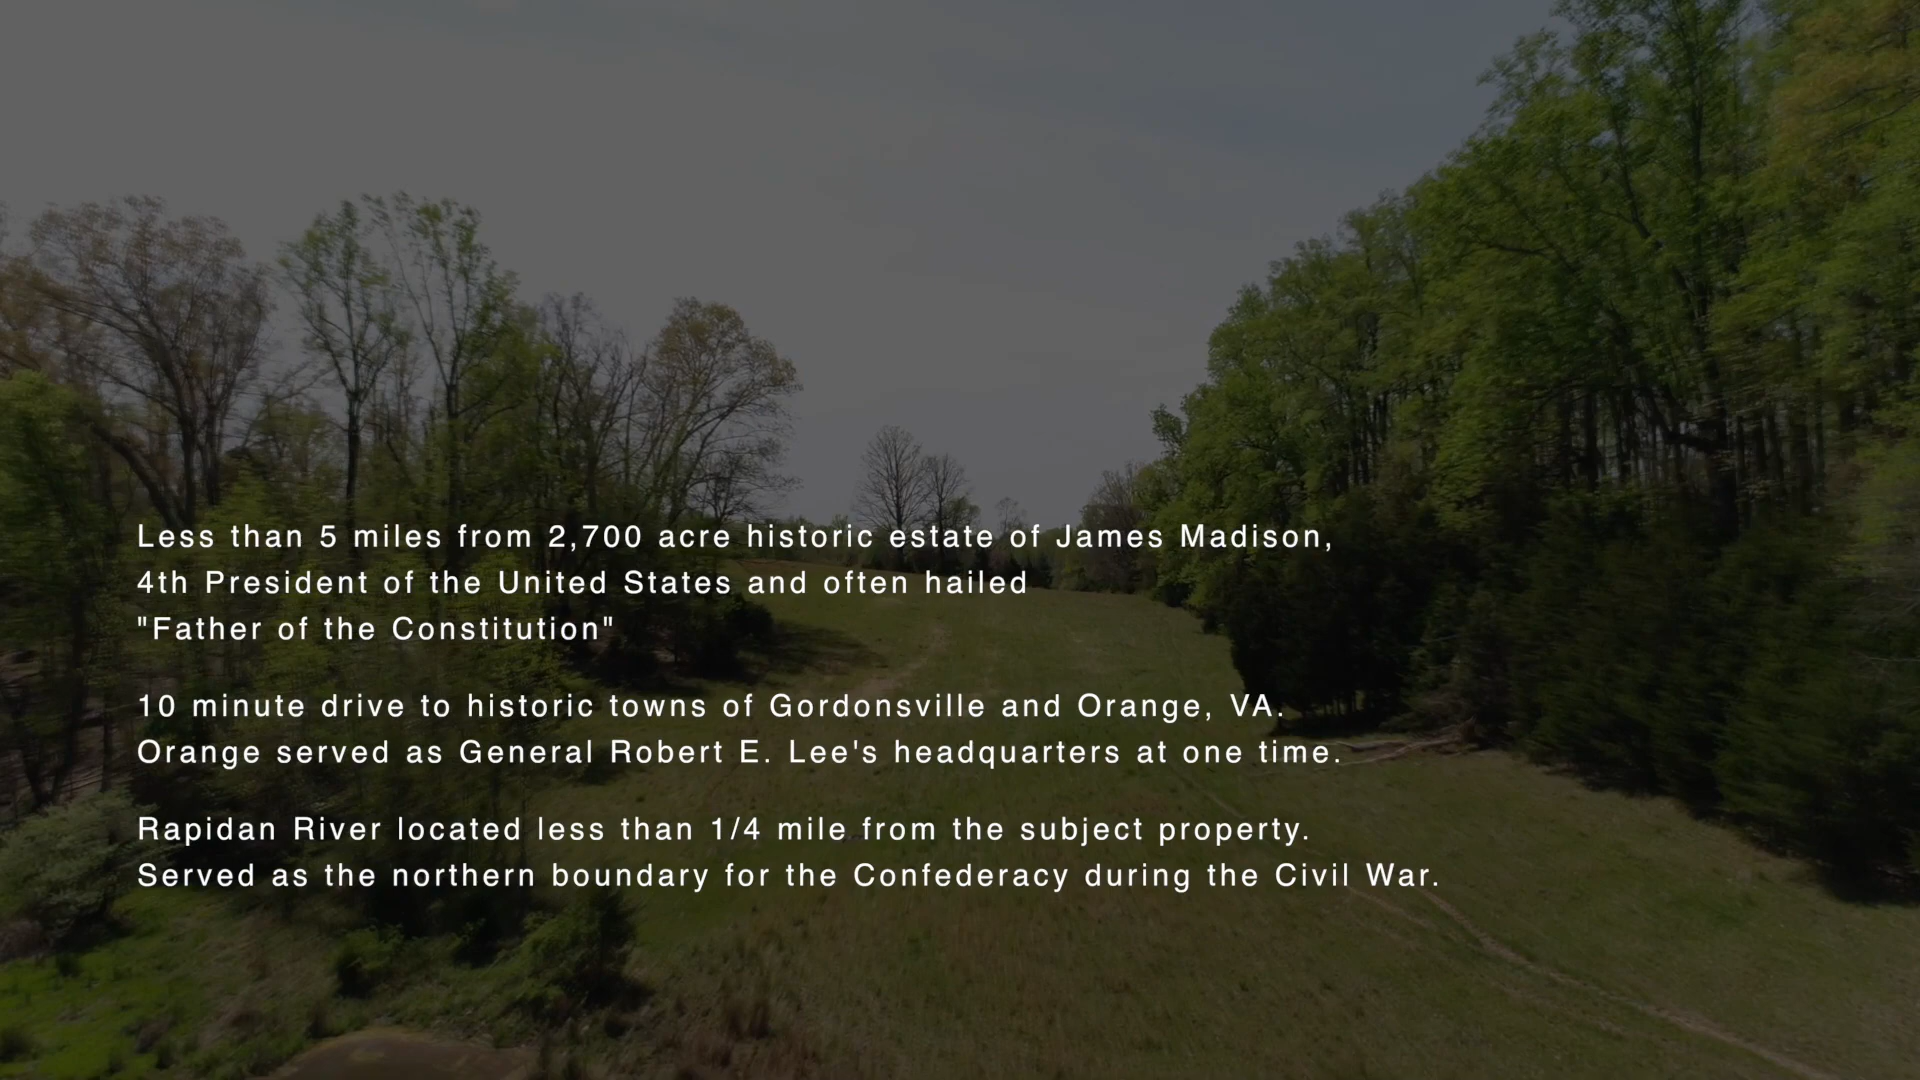 Less than 5 miles from 2,700 acre historic estate of James Madison,
4th President of the United States and often hailed
"Father of the Constitution"
10 minute drive to historic towns of Gordonsville and Orange, VA.
Orange served as General Robert E. Lee's headquarters at one time.
Rapidan River located less than 1/4 mile from the subject property.
Served as the northern boundary for the Confederacy during the Civil War.